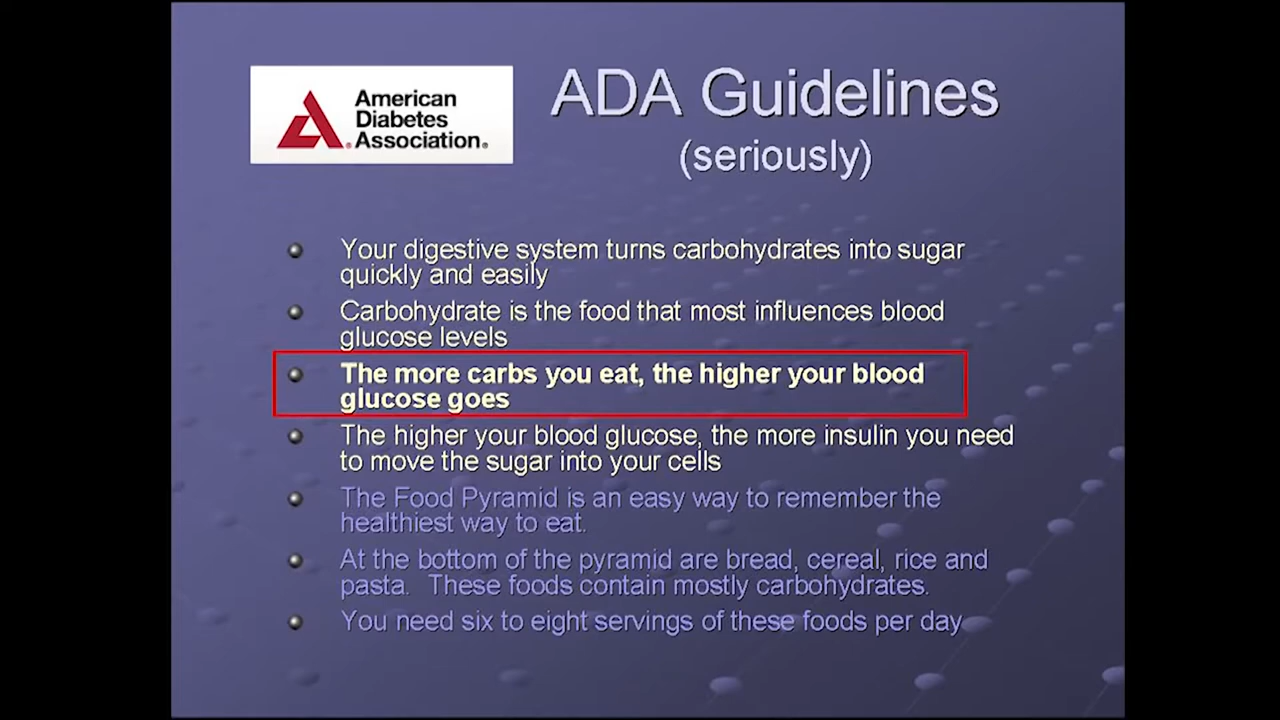 American
Diabetes
Association®
ADA Guidelines
(seriously)
Your digestive system turns carbohydrates into sugar
quickly and easily
Carbohydrate is the food that most influences blood
glucose levels
The more carbs you eat, the higher your blood
glucose goes
The higher your blood glucose, the more insulin you need
to move the sugar into your cells
The Food Pyramid is an easy way to remember the
healthiest way to eat.
At the bottom of the pyramid are bread, cereal, rice and
pasta. These foods contain mostly carbohydrates.
You need six to eight servings of these foods per day